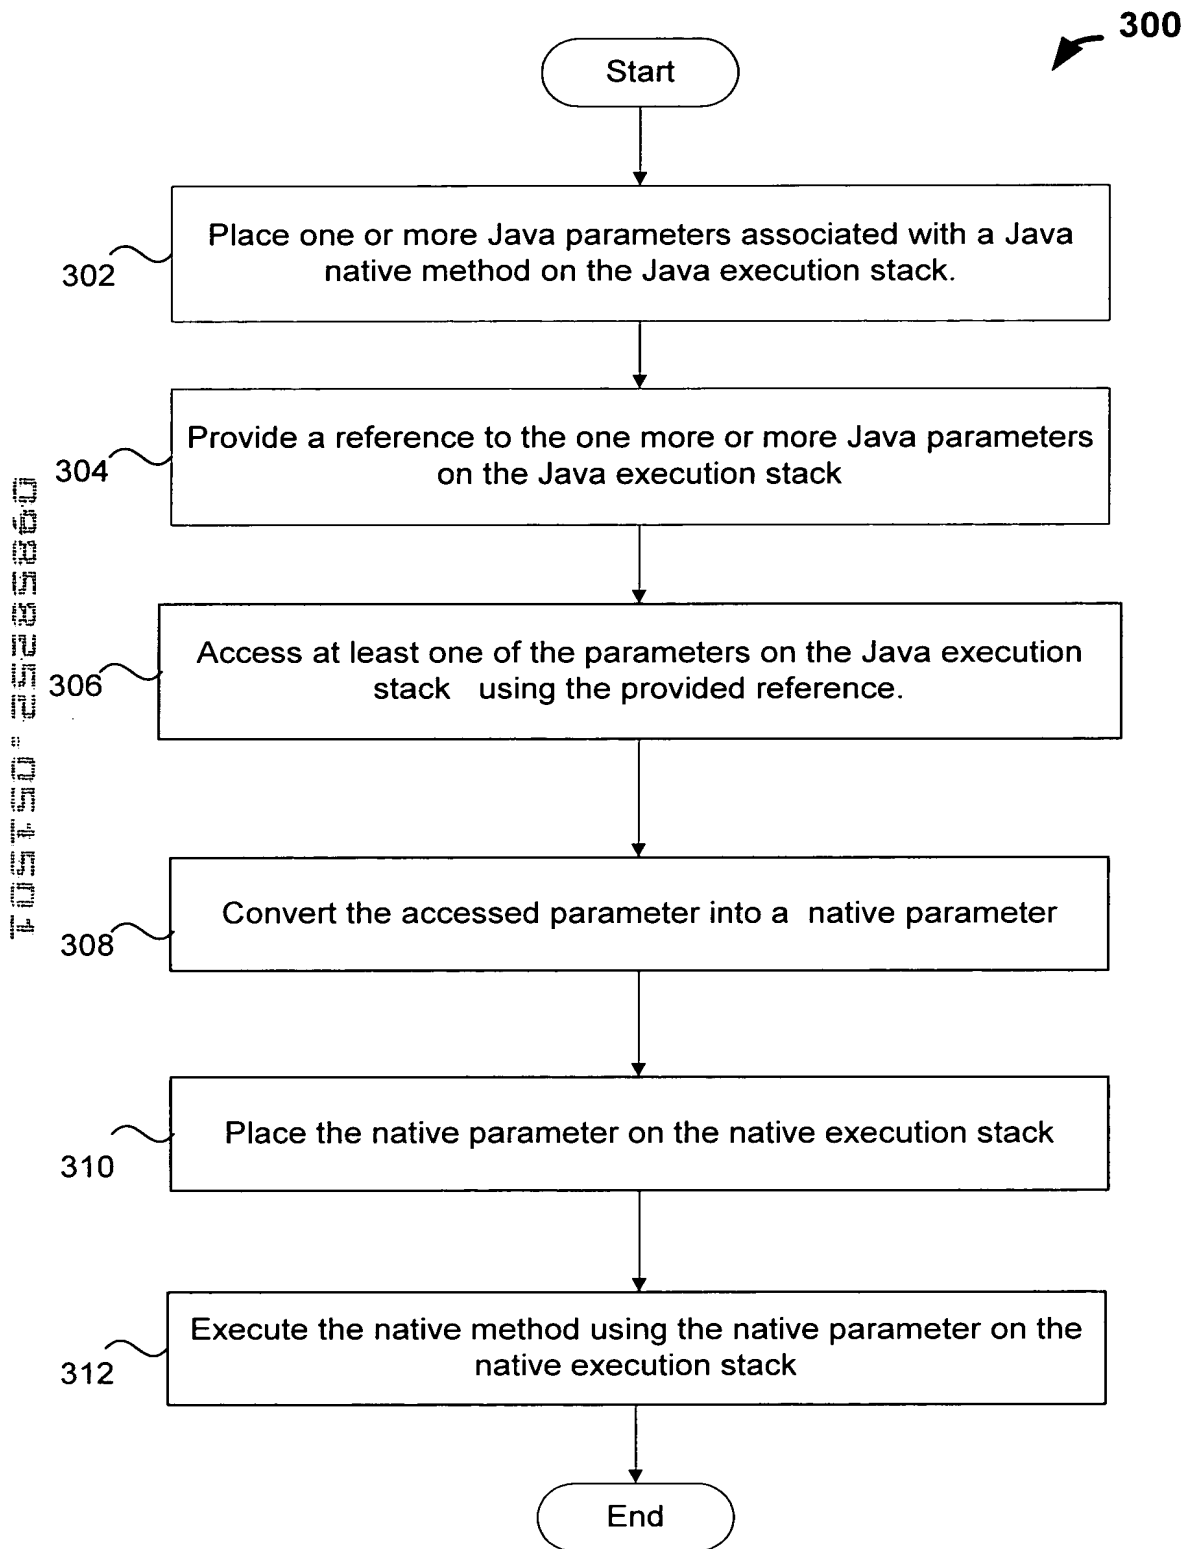 300
Start
Place one or more Java parameters associated with a Java
native method on the Java execution stack.
302
Provide a reference to the one more or more Java parameters
on the Java execution stack
304
Access at least one of the parameters on the Java execution
stack using the provided reference.
306
Convert the accessed parameter into a native parameter
308
Place the native parameter on the native execution stack
310
Execute the native method using the native parameter on the
native execution stack
312
End
09858252.051501